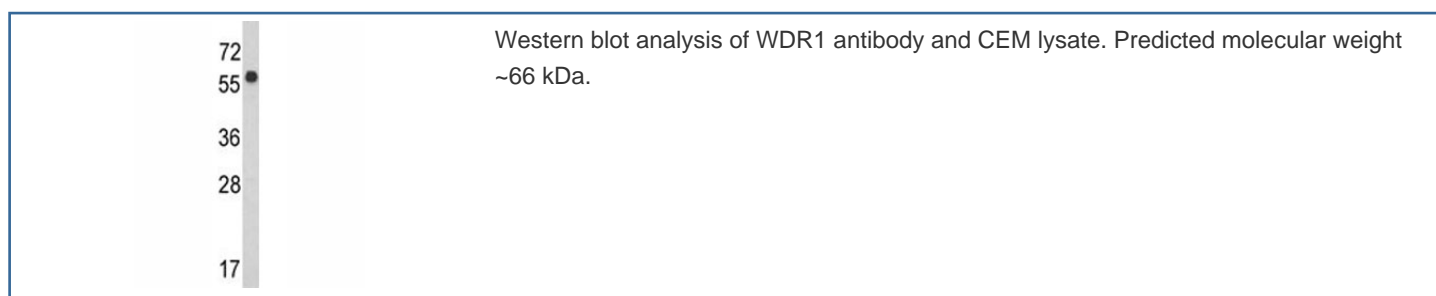 72
55
36
28
17
Western blot analysis of WDR1 antibody and CEM lysate. Predicted molecular weight
~66 kDa.